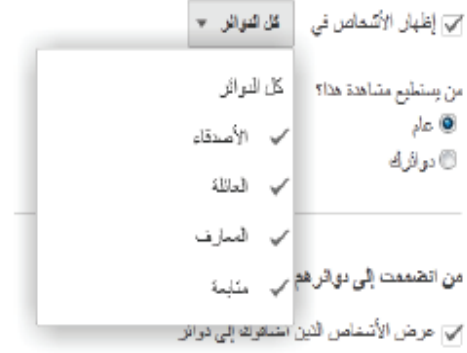 إظهار الأشخاص في كل الدوائر
كل الدوائر
الأصدقاء
العائلة
المعارف
متابعة
من يستطيع مشاهدة هذا؟
عام
دوائرك
من انضممت إلى دوائرهم
عرض الأشخاص الذين أضافوك إلى دوائر